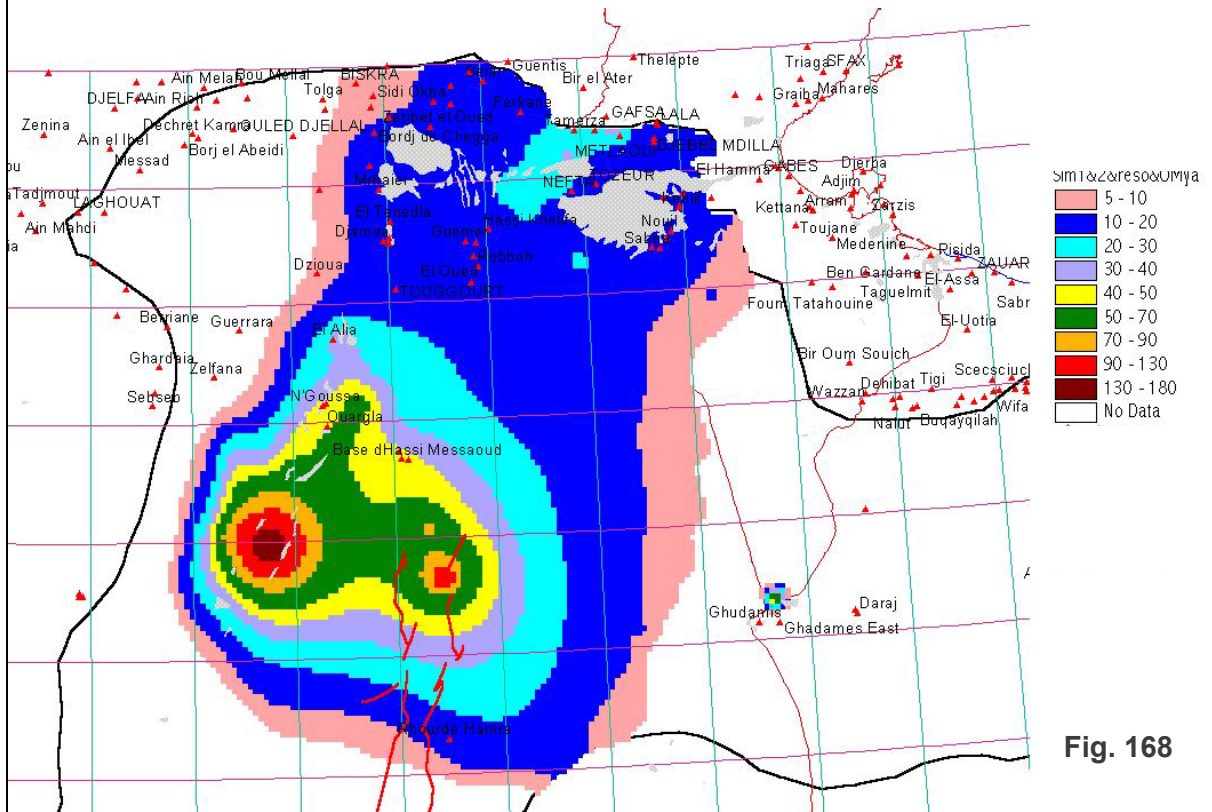 Thelepte
Guentis
Bir el Ater
Triaga
SFAX
Ain Melah
Bou Mellal
BISKRA
Tolga
Sidi Okba
Graiba
Mahares
DJELFA
Ain Rich
Ferkane
GAFSA
LALA
Zenina
Dechret Kamra
OULED DJELLAL
Zeribet el Oued
Tamerza
Ain el Ibel
Borj el Abeidi
Bordj de Chegga
METLAOUI
DJEBEL MDILLA
Messad
El Hamma
GABES
Djerba
Mrhaier
NEFTA
TOZEUR
Adjim
Tadjmout
LAGHOUAT
El Tenedla
Hassi Khelifa
Kebili
Kettana
Arram
Zarzis
Ain Mahdi
Djamaa
Guemar
Nouil
Toujane
Sabria
Medenine
Robbah
Risida
Dzioua
El Oued
Ben Gardane
El-Assa
ZAUAR
TOUGGOURT
Foum Tatahouine
Taguelmit
Sabr
Berriane
Guerrara
El Alia
El-Uotia
Ghardaia
Zelfana
Bir Oum Souich
Sebseb
N'Goussa
Wazzan
Dehibat
Tigi
Scecsciuc
Ouargla
Nalut
Buqayqilah
Wifa
Base dHassi Messaoud
Ghudamis
Daraj
Ghadames East
Rhourde Hamra
5 - 10
10 - 20
20 - 30
30 - 40
40 - 50
50 - 70
70 - 90
90 - 130
130 - 180
No Data
Fig. 168